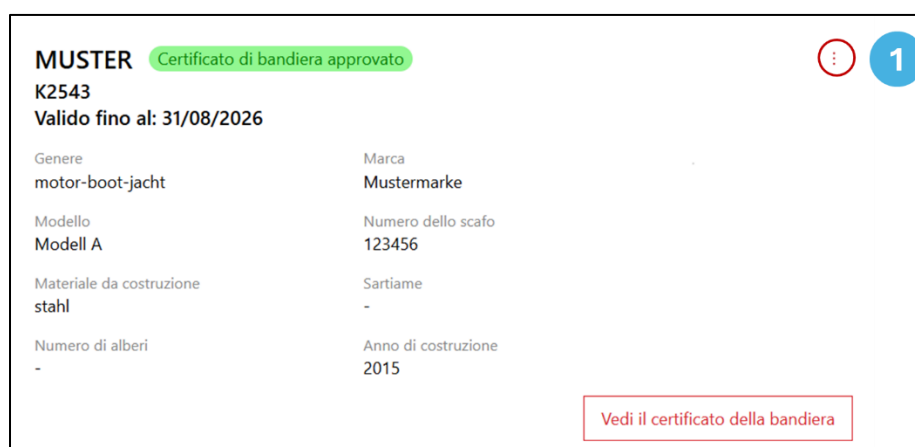 MUSTER Certificato di bandiera approvato
1
K2543
Valido fino al: 31/08/2026
Genere Marca
motor-boot-jacht Mustermarke
Modello Numero dello scafo
Modell A 123456
Materiale da costruzione Sartiame
stahl -
Numero di alberi Anno di costruzione
- 2015
Vedi il certificato della bandiera